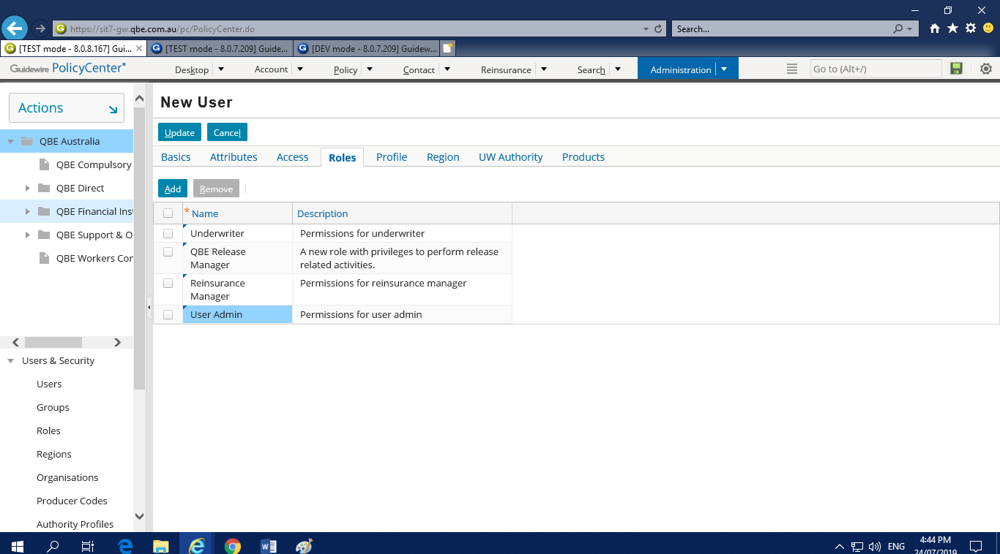 https://sit7-gw.qbe.com.au/pc/PolicyCenter.do
Search...
[TEST mode - 8.0.8.167] Gui...
[TEST mode - 8.0.7.209] Guide...
[DEV mode - 8.0.7.209] Guidew...
Guidewire PolicyCenter
Desktop
Account
Policy
Contact
Reinsurance
Search
Administration
Go to (Alt+/)
Actions
QBE Australia
QBE Compulsory
QBE Direct
QBE Financial Inst
QBE Support & O
QBE Workers Com
Users & Security
Users
Groups
Roles
Regions
Organisations
Producer Codes
Authority Profiles
New User
Update
Cancel
Basics
Attributes
Access
Roles
Profile
Region
UW Authority
Products
Add
Remove
* Name
Description
Underwriter
Permissions for underwriter
QBE Release
Manager
A new role with privileges to perform release
related activities.
Reinsurance
Manager
Permissions for reinsurance manager
User Admin
Permissions for user admin
ENG
4:44 PM
24/07/2019